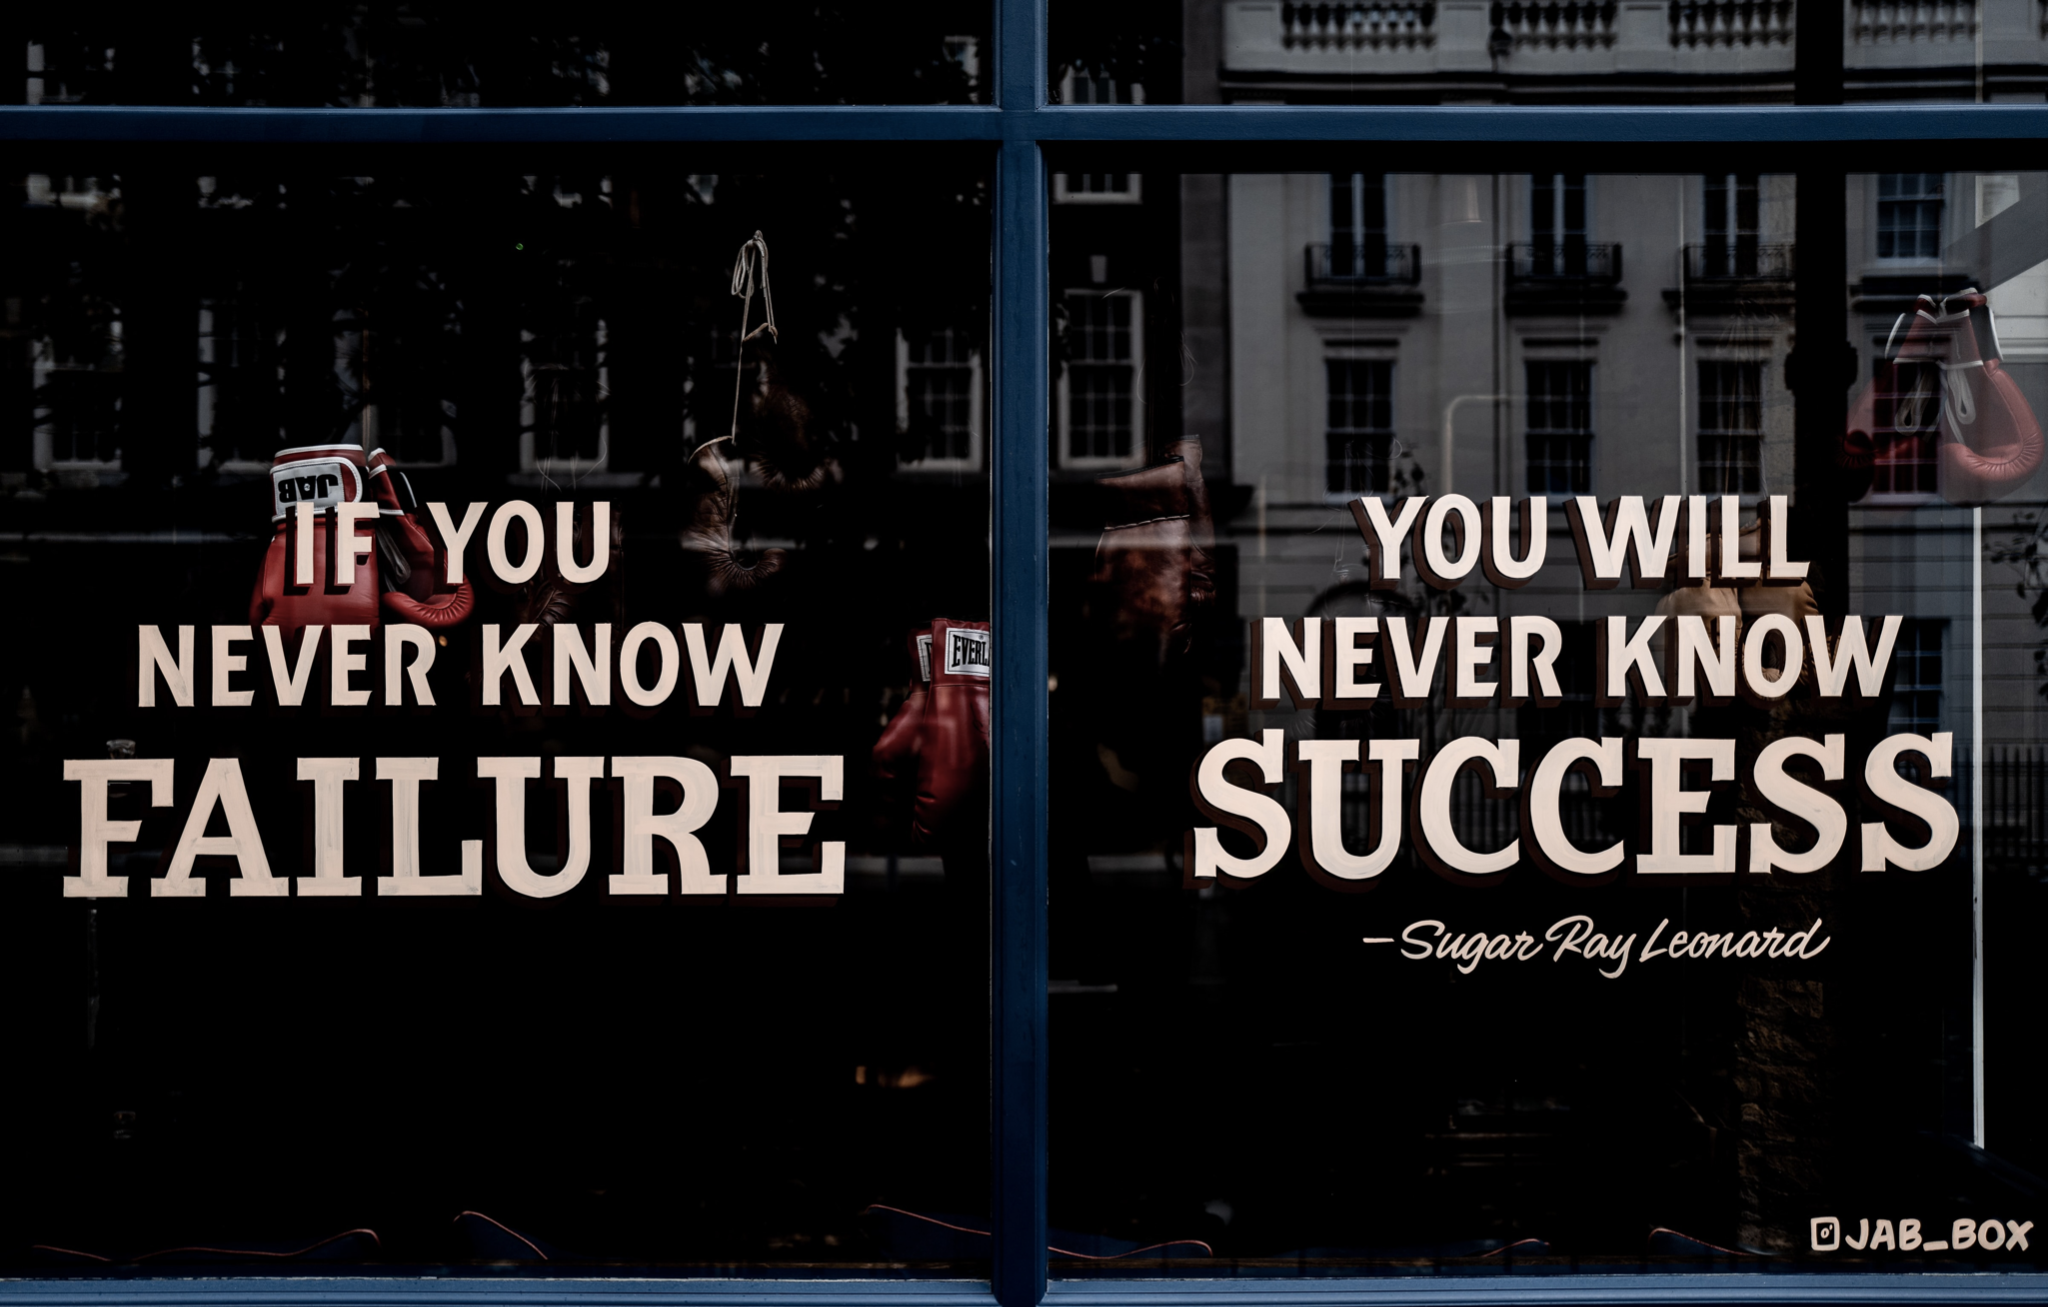 IF YOU
NEVER KNOW
FAILURE
YOU WILL
NEVER KNOW
SUCCESS
–Sugar Ray Leonard
JAB_BOX
JAB
EVERL